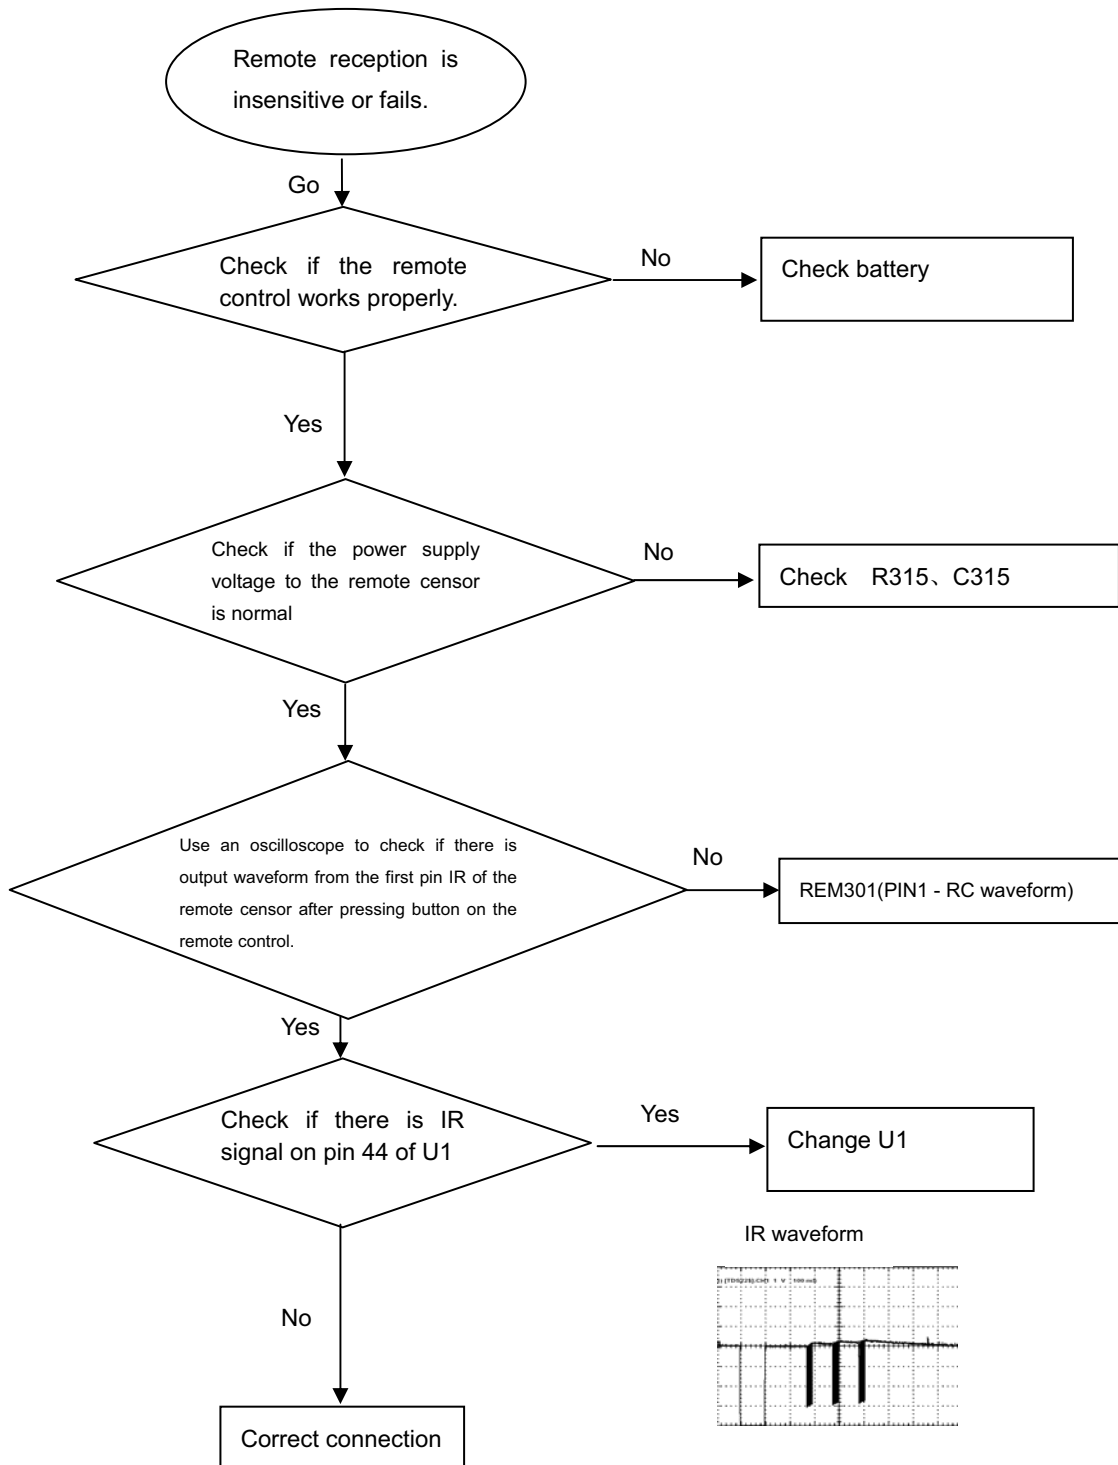 Remote reception is
insensitive or fails.
Go
Check if the remote
control works properly.
No
Check battery
Yes
Check if the power supply
voltage to the remote censor
is normal
No
Check R315、C315
Yes
Use an oscilloscope to check if there is
output waveform from the first pin IR of the
remote censor after pressing button on the
remote control.
No
REM301(PIN1 - RC waveform)
Yes
Check if there is IR
signal on pin 44 of U1
Yes
Change U1
IR waveform
No
Correct connection